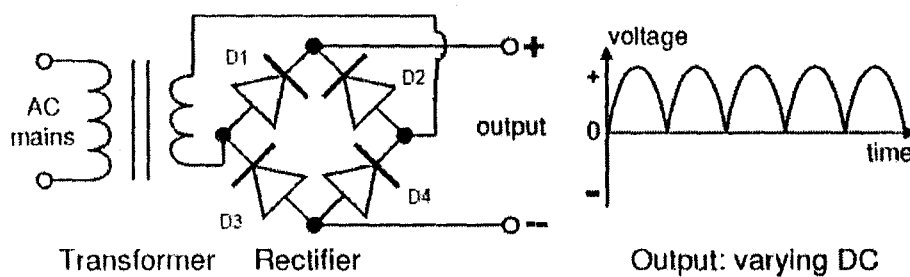 D1
D2
+
AC
mains
output
D3
D4
--
Transformer
Rectifier
voltage
+
0
time
−
Output: varying DC